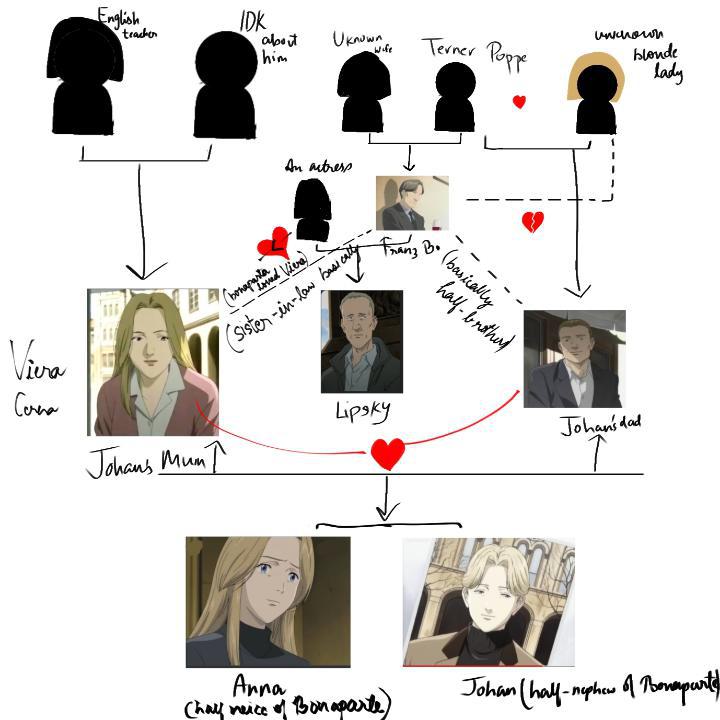 English
teacher
IDK
about
him
Uknown
wife
Terner Poppe
unknown
blonde
lady
An actress
Franz B.
(bonaparta loved Viera)
(sister-in-law basically
(basically
half-brother)
Viera
Cerna
Lipsky
Johan's dad
Johans Mum
Anna
(half neice of Bonaparte)
Johan (half-nephew of Bonaparte)